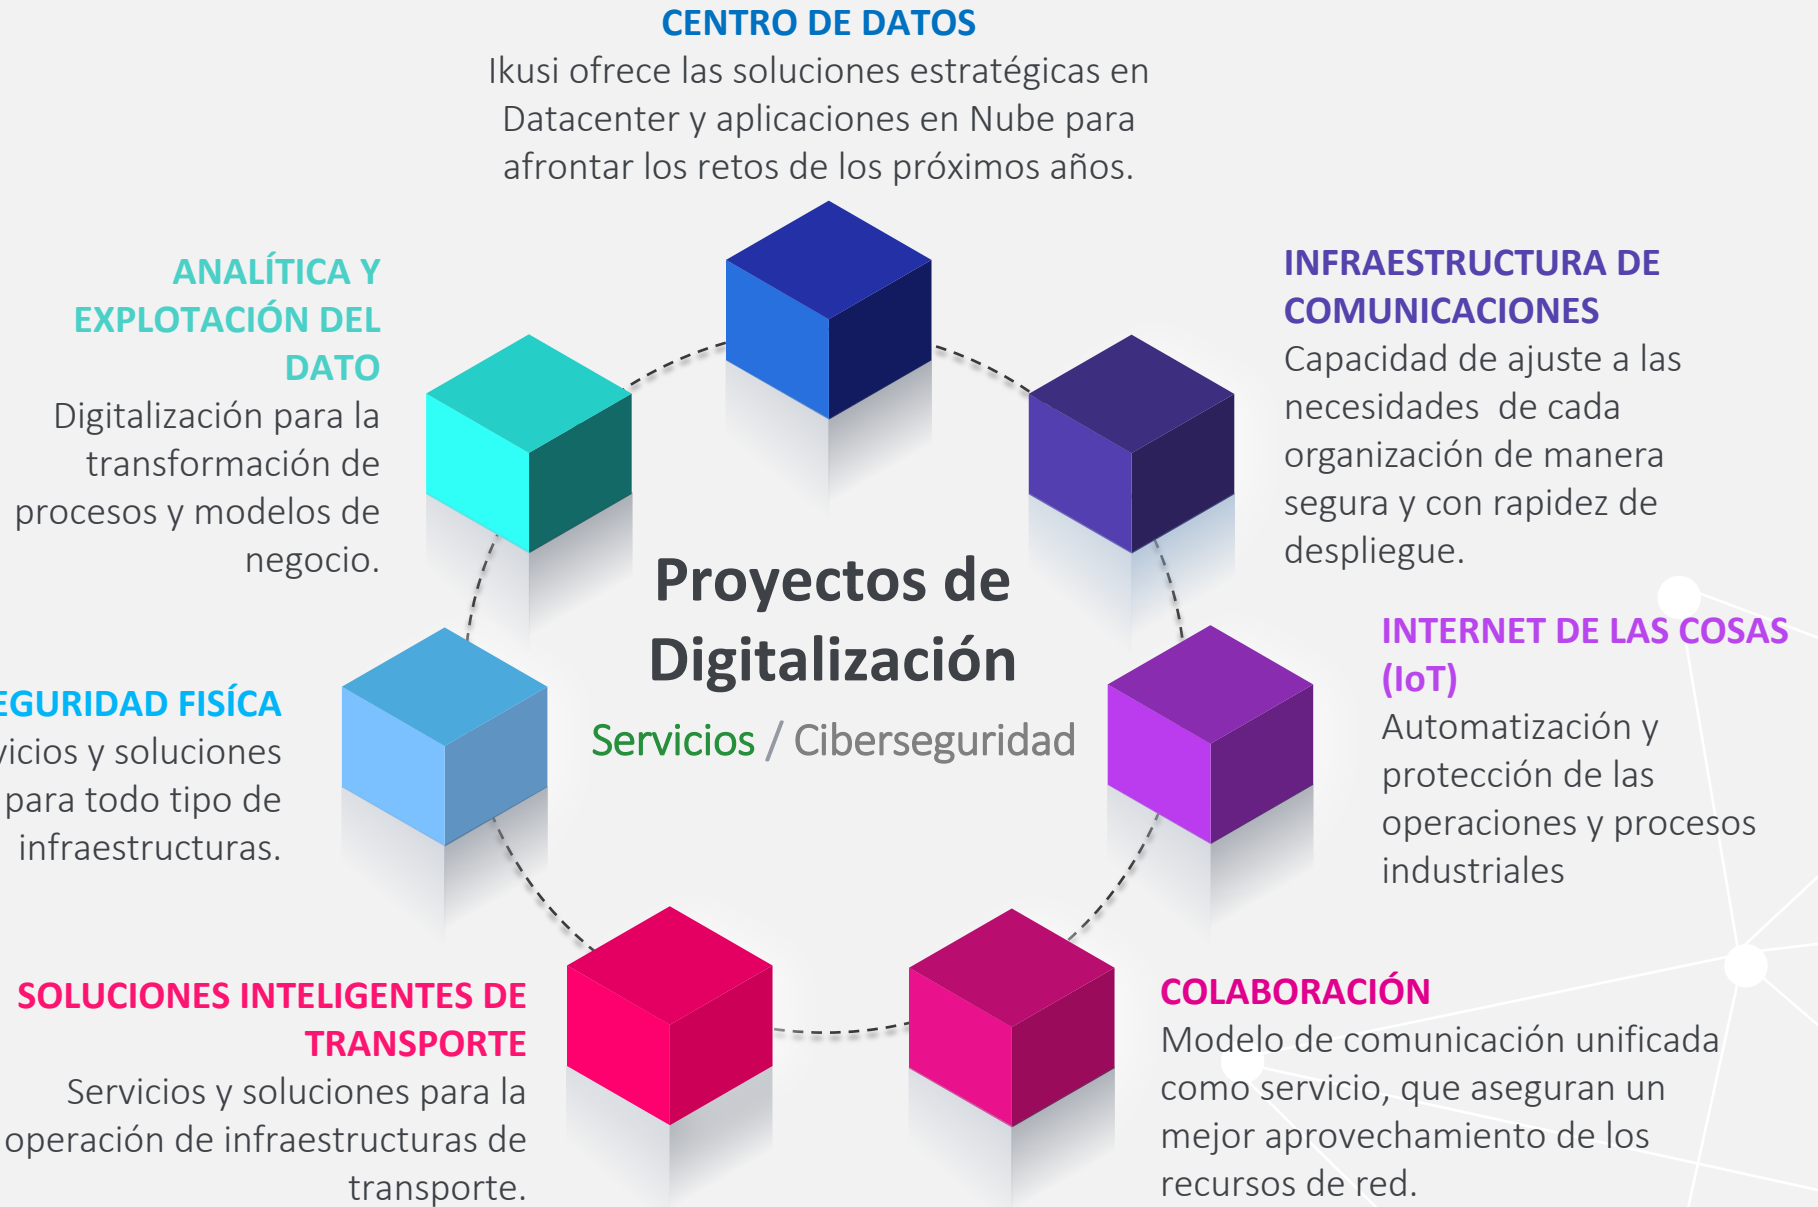 CENTRO DE DATOS
Ikusi ofrece las soluciones estratégicas en
Datacenter y aplicaciones en Nube para
afrontar los retos de los próximos años.
ANALÍTICA Y
EXPLOTACIÓN DEL
DATO
Digitalización para la
transformación de
procesos y modelos de
negocio.
INFRAESTRUCTURA DE
COMUNICACIONES
Capacidad de ajuste a las
necesidades de cada
organización de manera
segura y con rapidez de
despliegue.
Proyectos de
Digitalización
Servicios / Ciberseguridad
EGURIDAD FISÍCA
vicios y soluciones
para todo tipo de
infraestructuras.
INTERNET DE LAS COSAS
(IoT)
Automatización y
protección de las
operaciones y procesos
industriales
SOLUCIONES INTELIGENTES DE
TRANSPORTE
Servicios y soluciones para la
operación de infraestructuras de
transporte.
COLABORACIÓN
Modelo de comunicación unificada
como servicio, que aseguran un
mejor aprovechamiento de los
recursos de red.